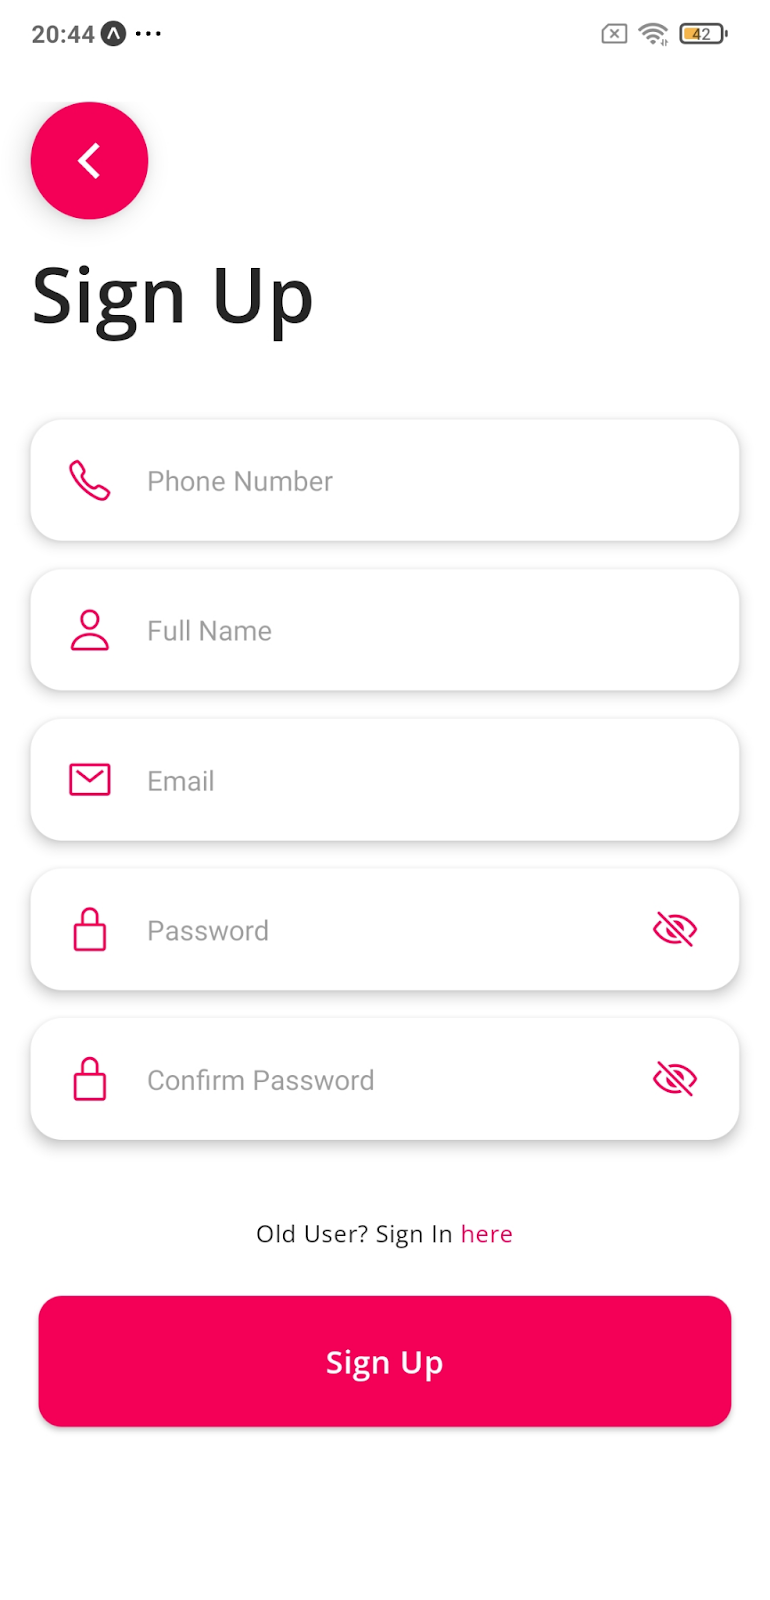 20:44 ...
42
Sign Up
Phone Number
Full Name
Email
Password
Confirm Password
Old User? Sign In here
Sign Up